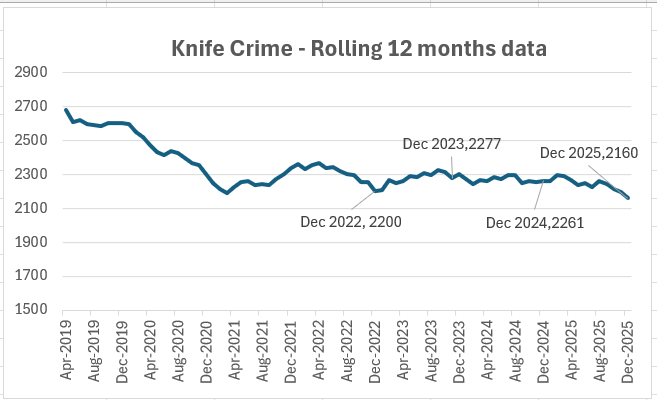 Knife Crime - Rolling 12 months data
2900
2700
2500
2300
2100
1900
1700
1500
Dec 2023,2277
Dec 2025,2160
Dec 2022, 2200
Dec 2024,2261
Apr-2019
Aug-2019
Dec-2019
Apr-2020
Aug-2020
Dec-2020
Apr-2021
Aug-2021
Dec-2021
Apr-2022
Aug-2022
Dec-2022
Apr-2023
Aug-2023
Dec-2023
Apr-2024
Aug-2024
Dec-2024
Apr-2025
Aug-2025
Dec-2025